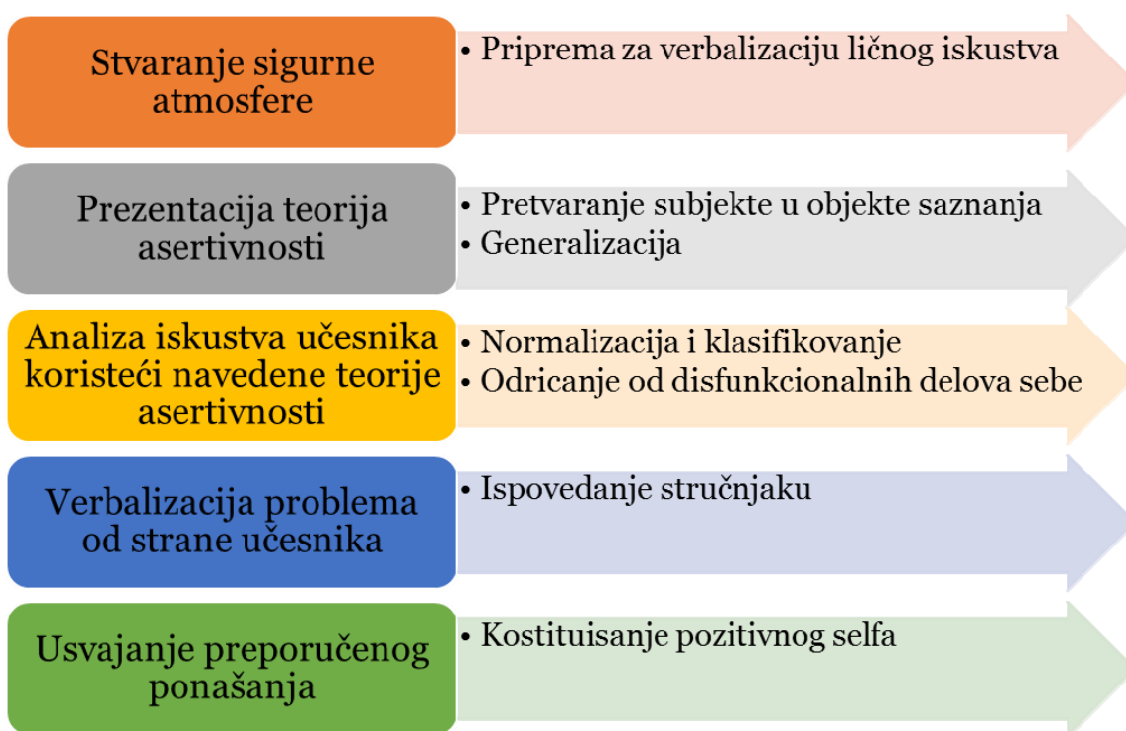 Stvaranje sigurne
atmosfere
• Priprema za verbalizaciju ličnog iskustva
Prezentacija teorija
asertivnosti
• Pretvaranje subjekte u objekte saznanja
• Generalizacija
Analiza iskustva učesnika
koristeći navedene teorije
asertivnosti
• Normalizacija i klasifikovanje
• Odricanje od disfunkcionalnih delova sebe
Verbalizacija problema
od strane učesnika
• Ispovedanje stručnjaku
Usvajanje preporučenog
ponašanja
• Kostituisanje pozitivnog selfa